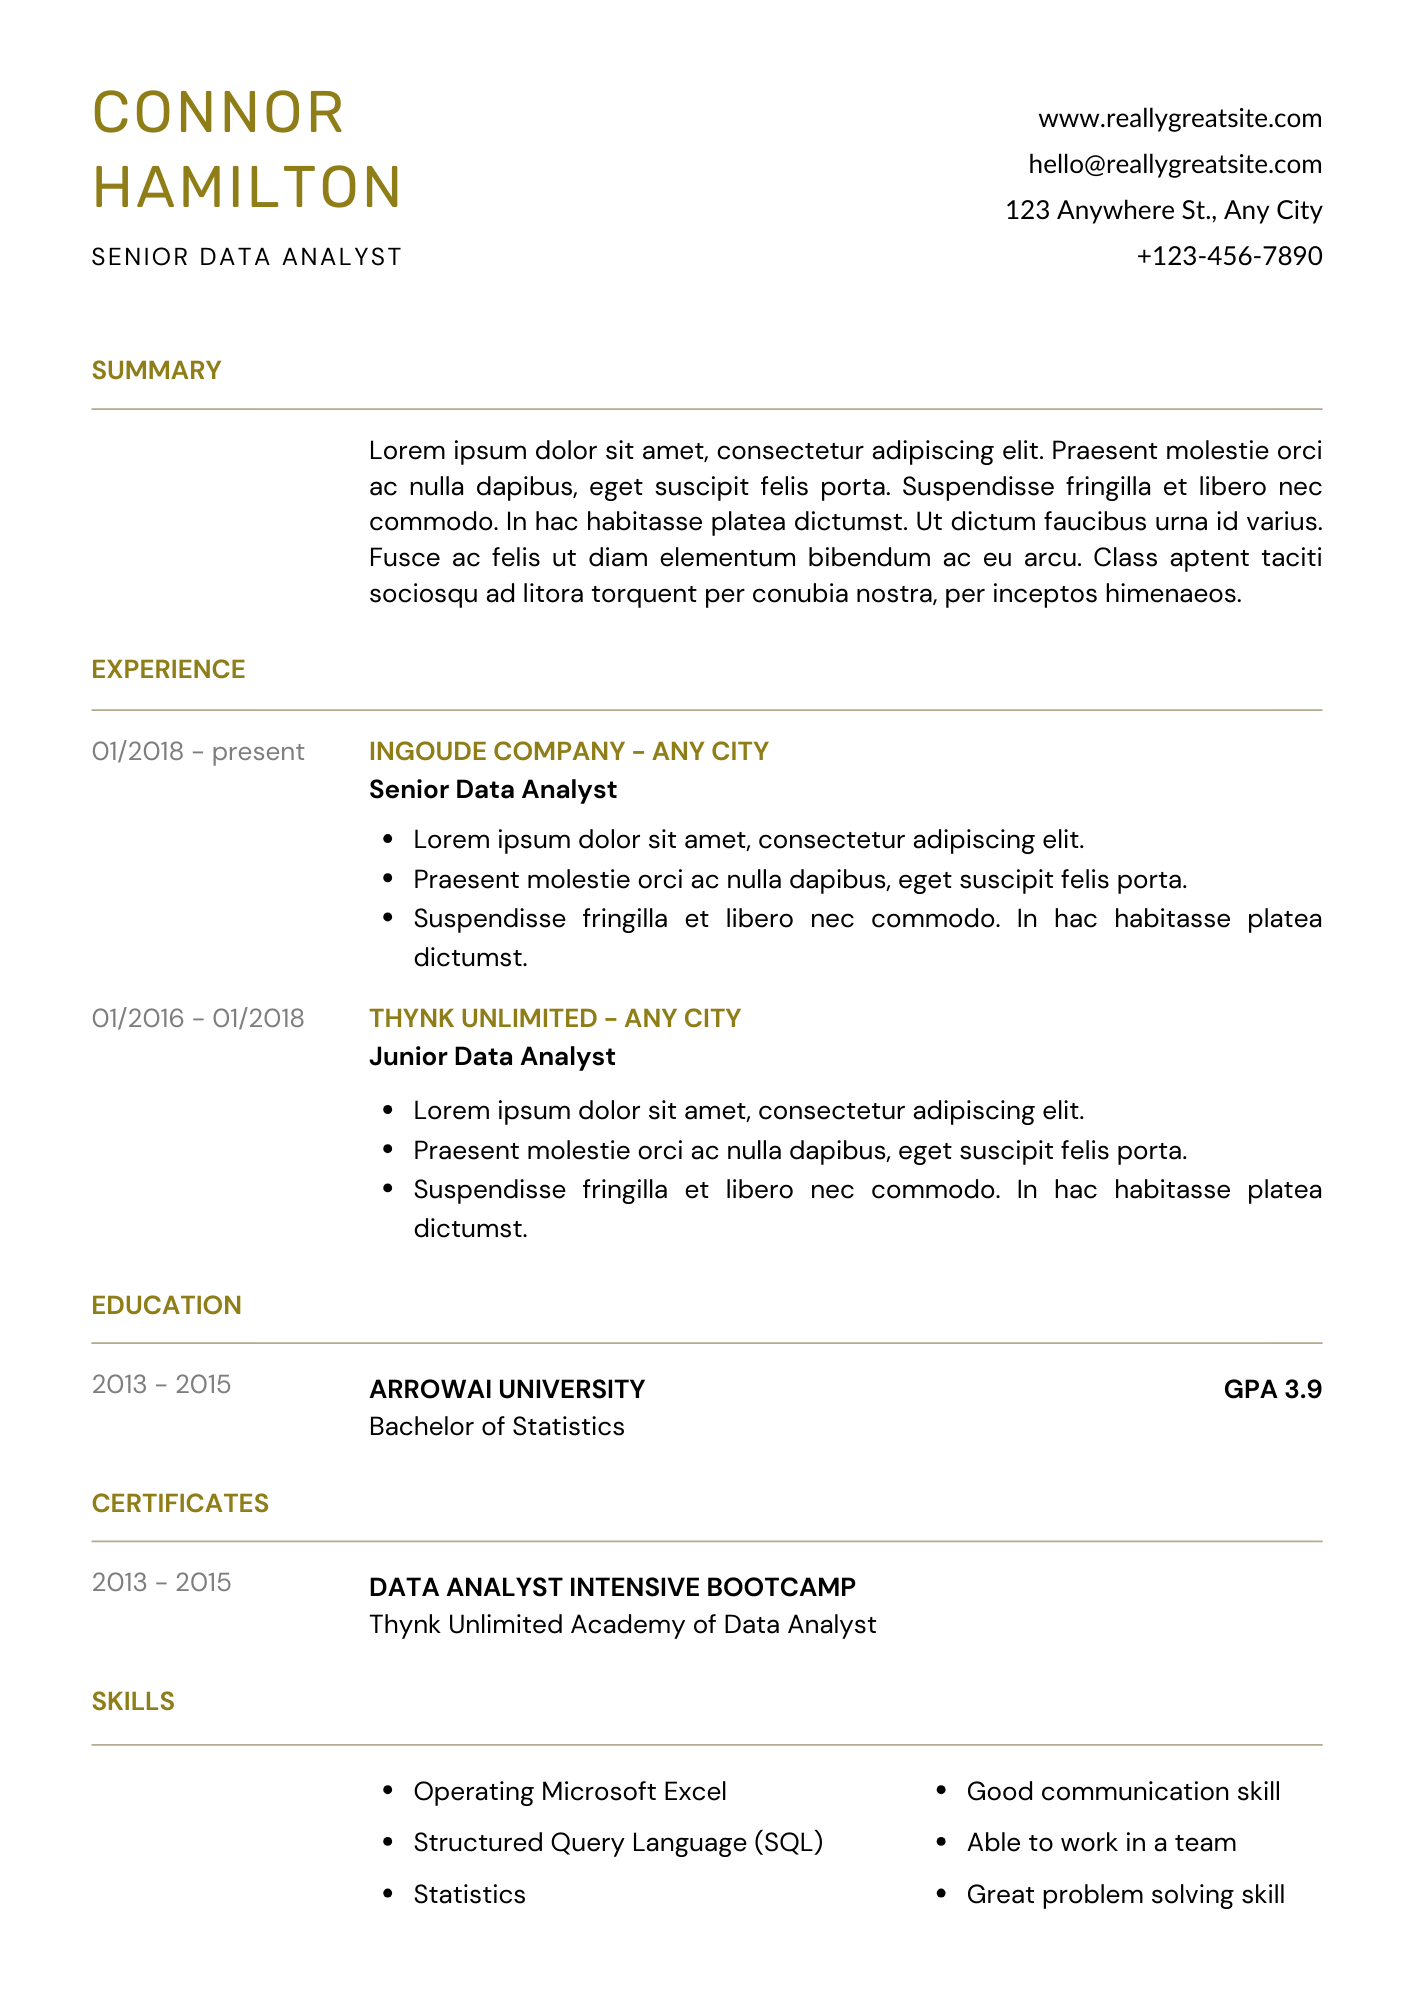 CONNOR
HAMILTON
SENIOR DATA ANALYST
www.reallygreatsite.com
hello@reallygreatsite.com
123 Anywhere St., Any City
+123-456-7890
SUMMARY
Lorem ipsum dolor sit amet, consectetur adipiscing elit. Praesent molestie orci
ac nulla dapibus, eget suscipit felis porta. Suspendisse fringilla et libero nec
commodo. In hac habitasse platea dictumst. Ut dictum faucibus urna id varius.
Fusce ac felis ut diam elementum bibendum ac eu arcu. Class aptent taciti
sociosqu ad litora torquent per conubia nostra, per inceptos himenaeos.
EXPERIENCE
01/2018 - present
INGOUDE COMPANY - ANY CITY
Senior Data Analyst
• Lorem ipsum dolor sit amet, consectetur adipiscing elit.
• Praesent molestie orci ac nulla dapibus, eget suscipit felis porta.
• Suspendisse fringilla et libero nec commodo. In hac habitasse platea
dictumst.
01/2016 - 01/2018
THYNK UNLIMITED - ANY CITY
Junior Data Analyst
• Lorem ipsum dolor sit amet, consectetur adipiscing elit.
• Praesent molestie orci ac nulla dapibus, eget suscipit felis porta.
• Suspendisse fringilla et libero nec commodo. In hac habitasse platea
dictumst.
EDUCATION
2013 - 2015
ARROWAI UNIVERSITY
GPA 3.9
Bachelor of Statistics
CERTIFICATES
2013 - 2015
DATA ANALYST INTENSIVE BOOTCAMP
Thynk Unlimited Academy of Data Analyst
SKILLS
• Operating Microsoft Excel
• Structured Query Language (SQL)
• Statistics
• Good communication skill
• Able to work in a team
• Great problem solving skill